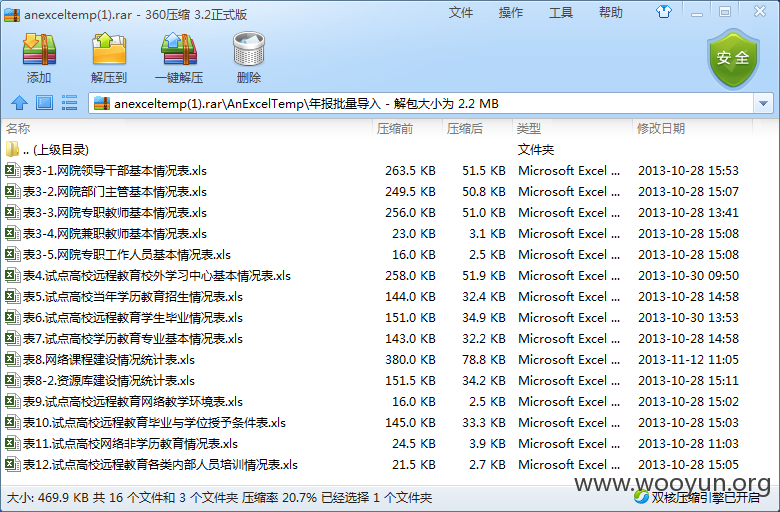 anexceltemp(1).rar - 360压缩 3.2正式版 文件 操作 工具 帮助
添加 解压到 一键解压 删除 安全
anexceltemp(1).rar\AnExcelTemp\年报批量导入 - 解包大小为 2.2 MB
名称 压缩前 压缩后 类型 修改日期
.. (上级目录) 文件夹
表3-1.网院领导干部基本情况表.xls 263.5 KB 51.5 KB Microsoft Excel ... 2013-10-28 15:53
表3-2.网院部门主管基本情况表.xls 249.5 KB 50.8 KB Microsoft Excel ... 2013-10-28 15:07
表3-3.网院专职教师基本情况表.xls 256.0 KB 51.0 KB Microsoft Excel ... 2013-10-28 13:41
表3-4.网院兼职教师基本情况表.xls 23.0 KB 3.1 KB Microsoft Excel ... 2013-10-28 15:08
表3-5.网院专职工作人员基本情况表.xls 16.0 KB 2.5 KB Microsoft Excel ... 2013-10-28 15:08
表4.试点高校远程教育校外学习中心基本情况表.xls 258.0 KB 51.9 KB Microsoft Excel ... 2013-10-30 09:50
表5.试点高校当年学历教育招生情况表.xls 144.0 KB 32.4 KB Microsoft Excel ... 2013-10-28 14:58
表6.试点高校远程教育学生毕业情况表.xls 151.0 KB 34.9 KB Microsoft Excel ... 2013-10-30 13:53
表7.试点高校学历教育专业基本情况表.xls 143.0 KB 32.2 KB Microsoft Excel ... 2013-10-28 14:58
表8.网络课程建设情况统计表.xls 380.0 KB 78.8 KB Microsoft Excel ... 2013-11-12 11:05
表8-2.资源库建设情况统计表.xls 151.5 KB 34.2 KB Microsoft Excel ... 2013-10-28 15:11
表9.试点高校远程教育网络教学环境表.xls 16.0 KB 2.5 KB Microsoft Excel ... 2013-10-28 15:02
表10.试点高校远程教育毕业与学位授予条件表.xls 145.0 KB 33.3 KB Microsoft Excel ... 2013-10-28 15:03
表11.试点高校网络非学历教育情况表.xls 24.5 KB 3.9 KB Microsoft Excel ... 2013-10-28 11:03
表12.试点高校远程教育各类内部人员培训情况表.xls 21.5 KB 2.7 KB Microsoft Excel ... 2013-10-28 15:05
www.wooyun.org
大小: 469.9 KB 共 16 个文件和 3 个文件夹 压缩率 20.7% 已经选择 1 个文件夹 双核压缩引擎已开启